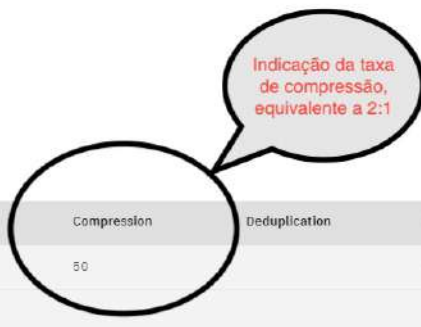 Indicação da taxa
de compressão,
equivalente a 2:1
Compression Deduplication
50